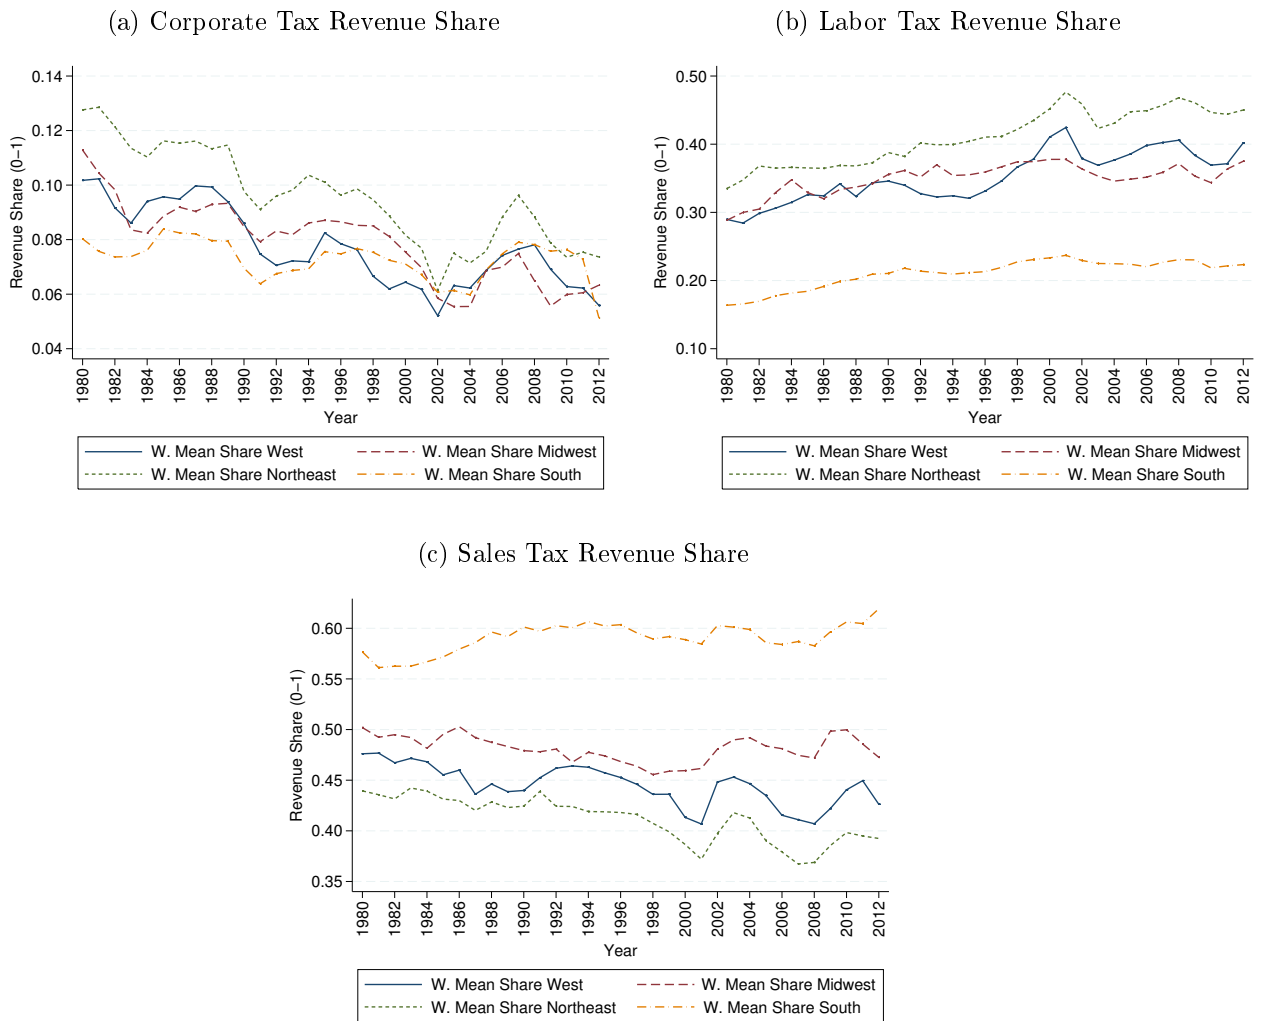 (a) Corporate Tax Revenue Share
0.14
0.12
0.10
0.08
0.06
0.04
Revenue Share (0–1)
1980 1982 1984 1986 1988 1990 1992 1994 1996 1998 2000 2002 2004 2006 2008 2010 2012
Year
W. Mean Share West W. Mean Share Midwest
W. Mean Share Northeast W. Mean Share South
(b) Labor Tax Revenue Share
0.50
0.40
0.30
0.20
0.10
Revenue Share (0–1)
1980 1982 1984 1986 1988 1990 1992 1994 1996 1998 2000 2002 2004 2006 2008 2010 2012
Year
W. Mean Share West W. Mean Share Midwest
W. Mean Share Northeast W. Mean Share South
(c) Sales Tax Revenue Share
0.60
0.55
0.50
0.45
0.40
0.35
Revenue Share (0–1)
1980 1982 1984 1986 1988 1990 1992 1994 1996 1998 2000 2002 2004 2006 2008 2010 2012
Year
W. Mean Share West W. Mean Share Midwest
W. Mean Share Northeast W. Mean Share South